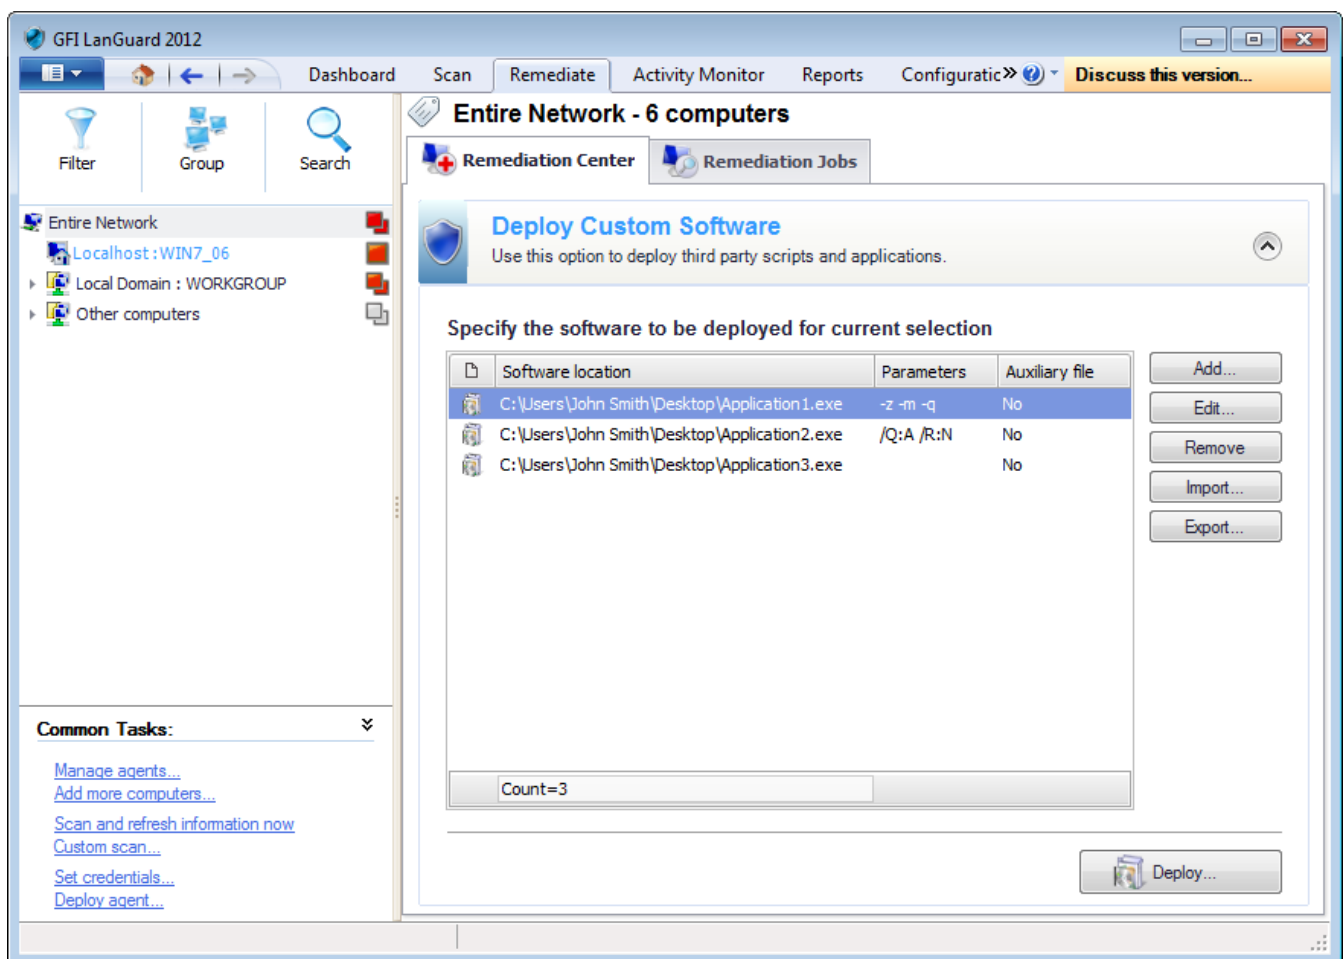 GFI LanGuard 2012
Dashboard Scan Remediate Activity Monitor Reports Configuratic» Discuss this version...
Filter Group Search
Entire Network - 6 computers
Remediation Center Remediation Jobs
Entire Network
Localhost : WIN7_06
Local Domain : WORKGROUP
Other computers
Deploy Custom Software
Use this option to deploy third party scripts and applications.
Specify the software to be deployed for current selection
Software location Parameters Auxiliary file
C:\Users\John Smith\Desktop\Application1.exe -z -m -q No
C:\Users\John Smith\Desktop\Application2.exe /Q:A /R:N No
C:\Users\John Smith\Desktop\Application3.exe No
Count=3
Add...
Edit...
Remove
Import...
Export...
Deploy...
Common Tasks:
Manage agents...
Add more computers...
Scan and refresh information now
Custom scan...
Set credentials...
Deploy agent...